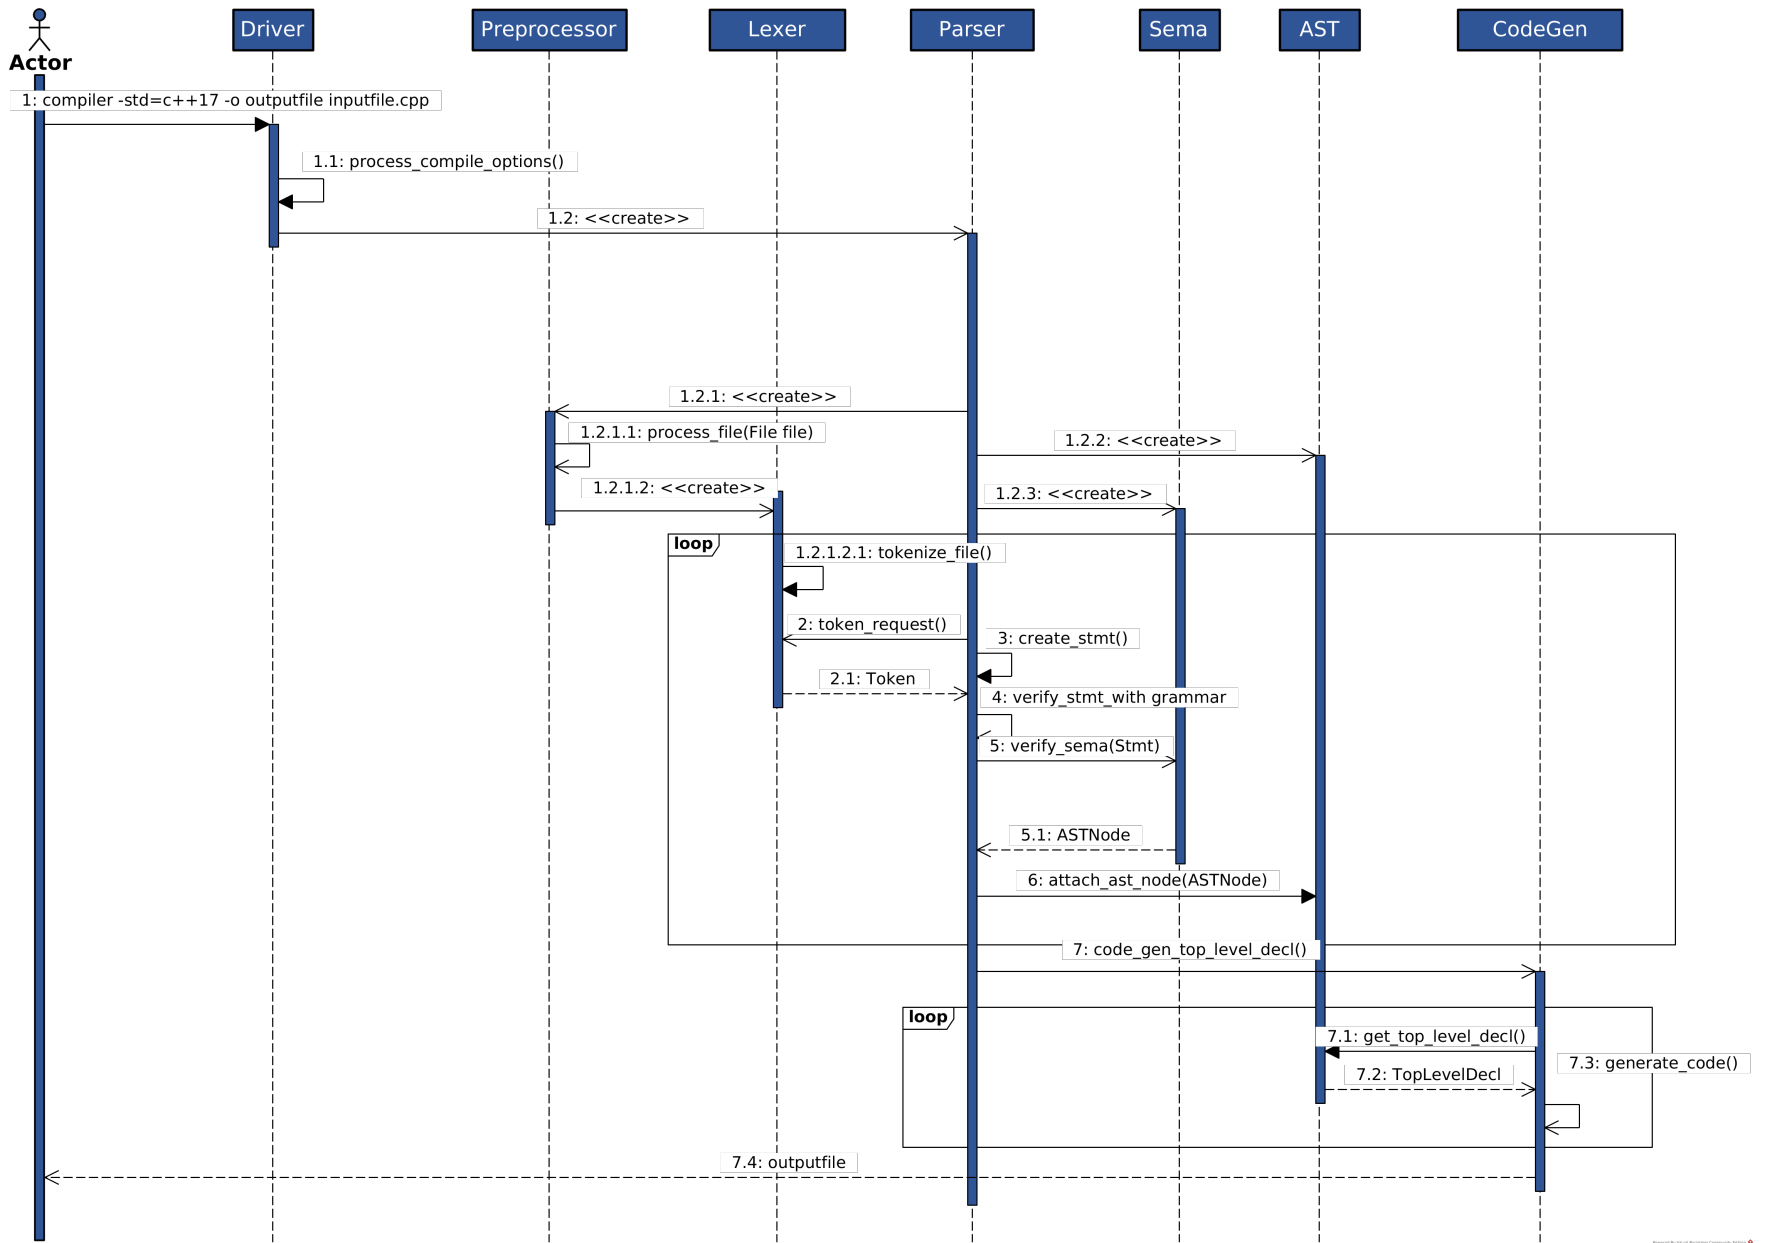 Driver
Preprocessor
Lexer
Parser
Sema
AST
CodeGen
Actor
1: compiler -std=c++17 -o outputfile inputfile.cpp
1.1: process_compile_options()
1.2: <<create>>
1.2.1: <<create>>
1.2.1.1: process_file(File file)
1.2.2: <<create>>
1.2.1.2: <<create>>
1.2.3: <<create>>
loop
1.2.1.2.1: tokenize_file()
2: token_request()
3: create_stmt()
2.1: Token
4: verify_stmt_with grammar
5: verify_sema(Stmt)
5.1: ASTNode
6: attach_ast_node(ASTNode)
7: code_gen_top_level_decl()
loop
7.1: get_top_level_decl()
7.3: generate_code()
7.2: TopLevelDecl
7.4: outputfile